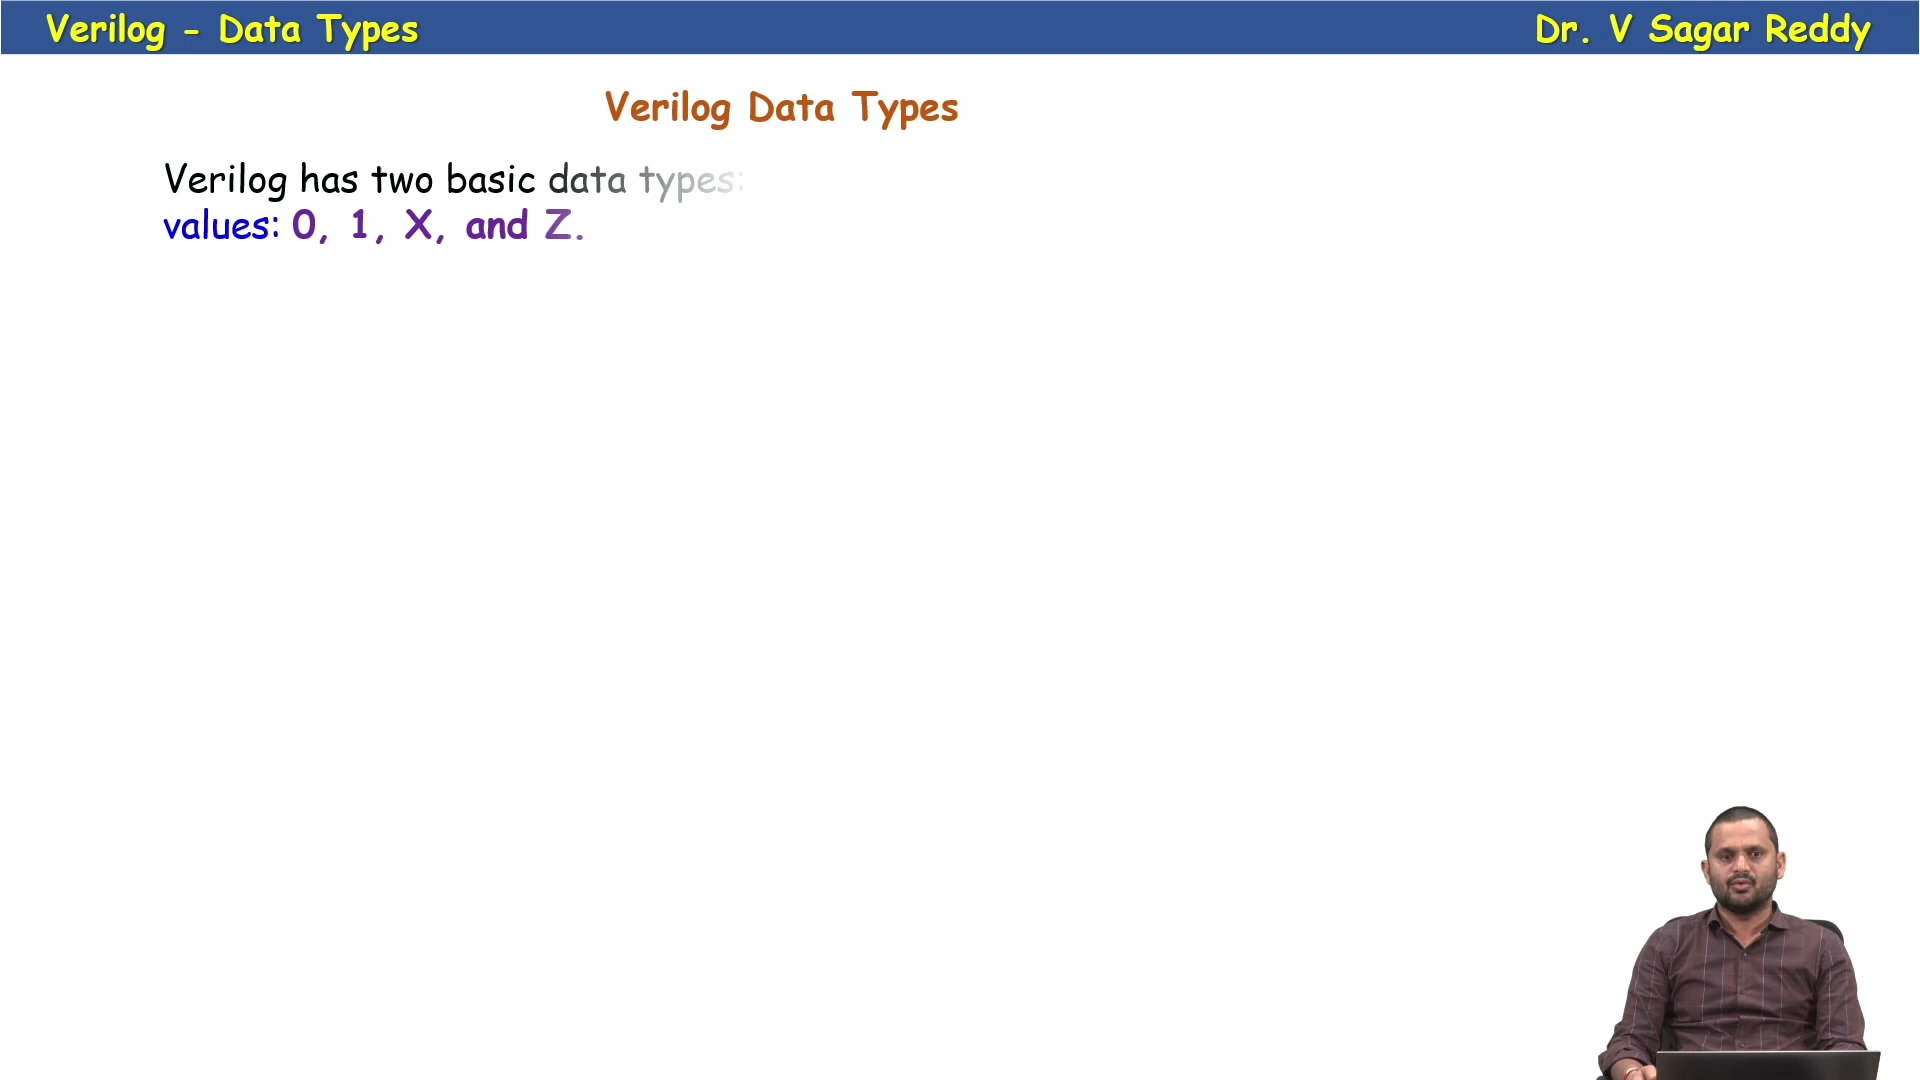 Verilog - Data Types
Dr. V Sagar Reddy
Verilog Data Types
Verilog has two basic data types:
values: 0, 1, X, and Z.